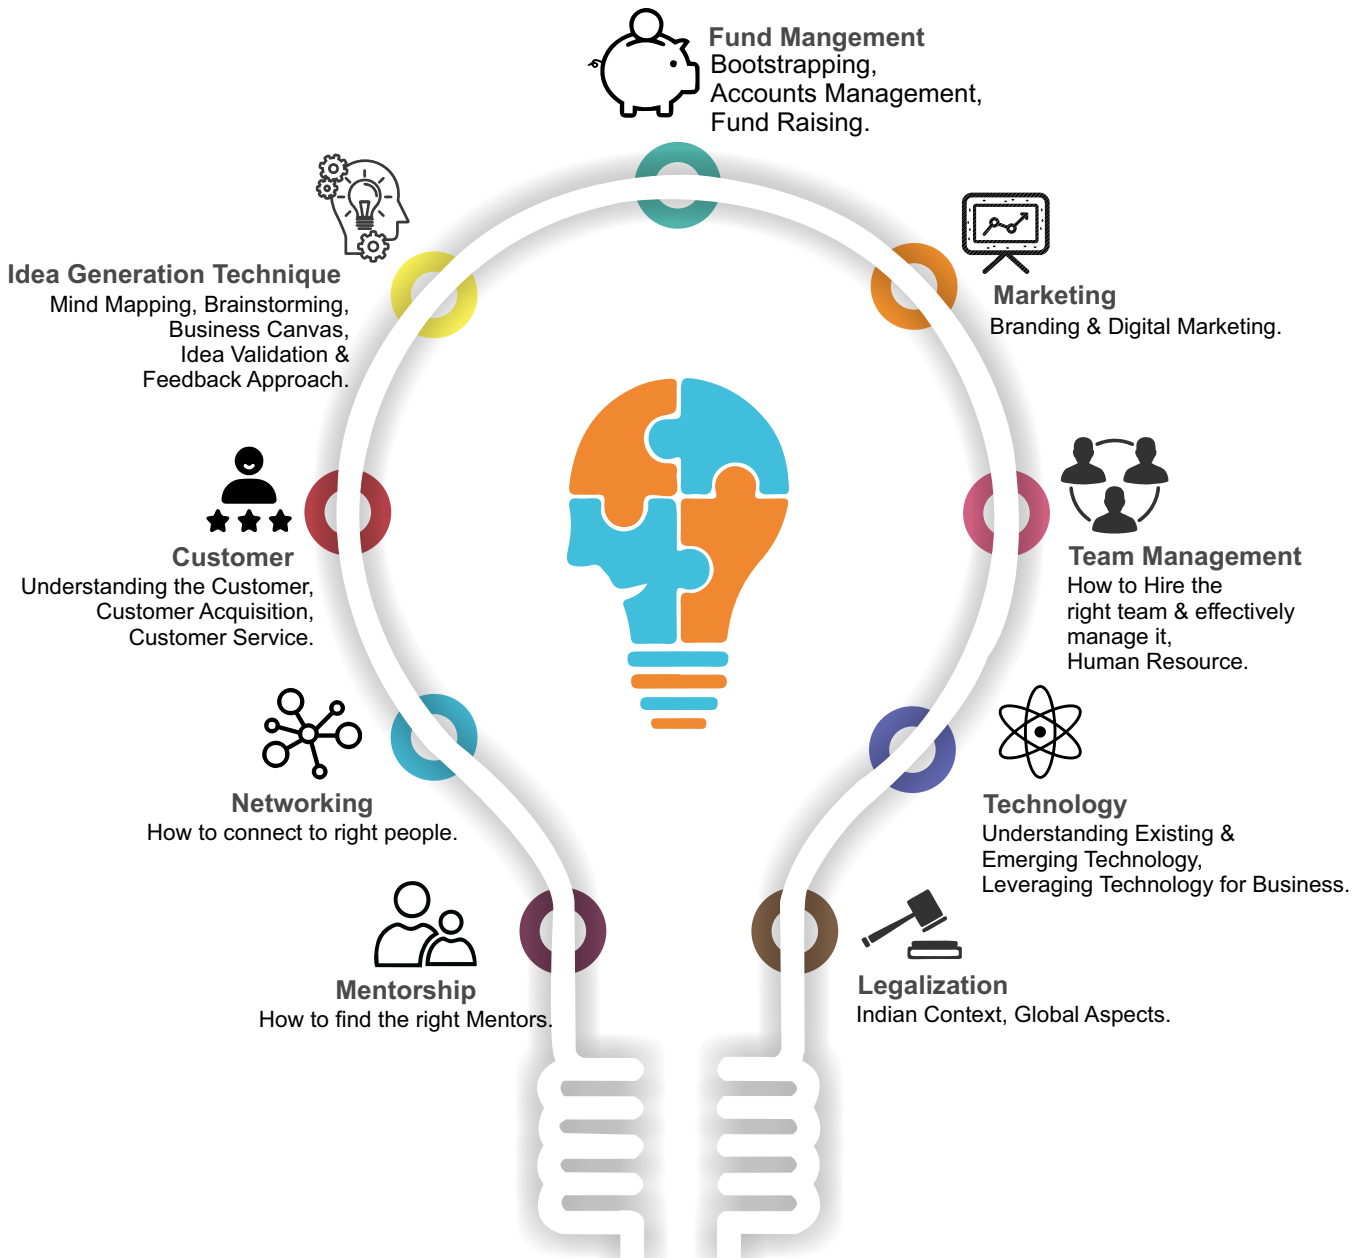 Fund Mangement
Bootstrapping,
Accounts Management,
Fund Raising.
Idea Generation Technique
Mind Mapping, Brainstorming,
Business Canvas,
Idea Validation &
Feedback Approach.
Marketing
Branding & Digital Marketing.
Customer
Understanding the Customer,
Customer Acquisition,
Customer Service.
Team Management
How to Hire the
right team & effectively
manage it,
Human Resource.
Networking
How to connect to right people.
Technology
Understanding Existing &
Emerging Technology,
Leveraging Technology for Business.
Mentorship
How to find the right Mentors.
Legalization
Indian Context, Global Aspects.